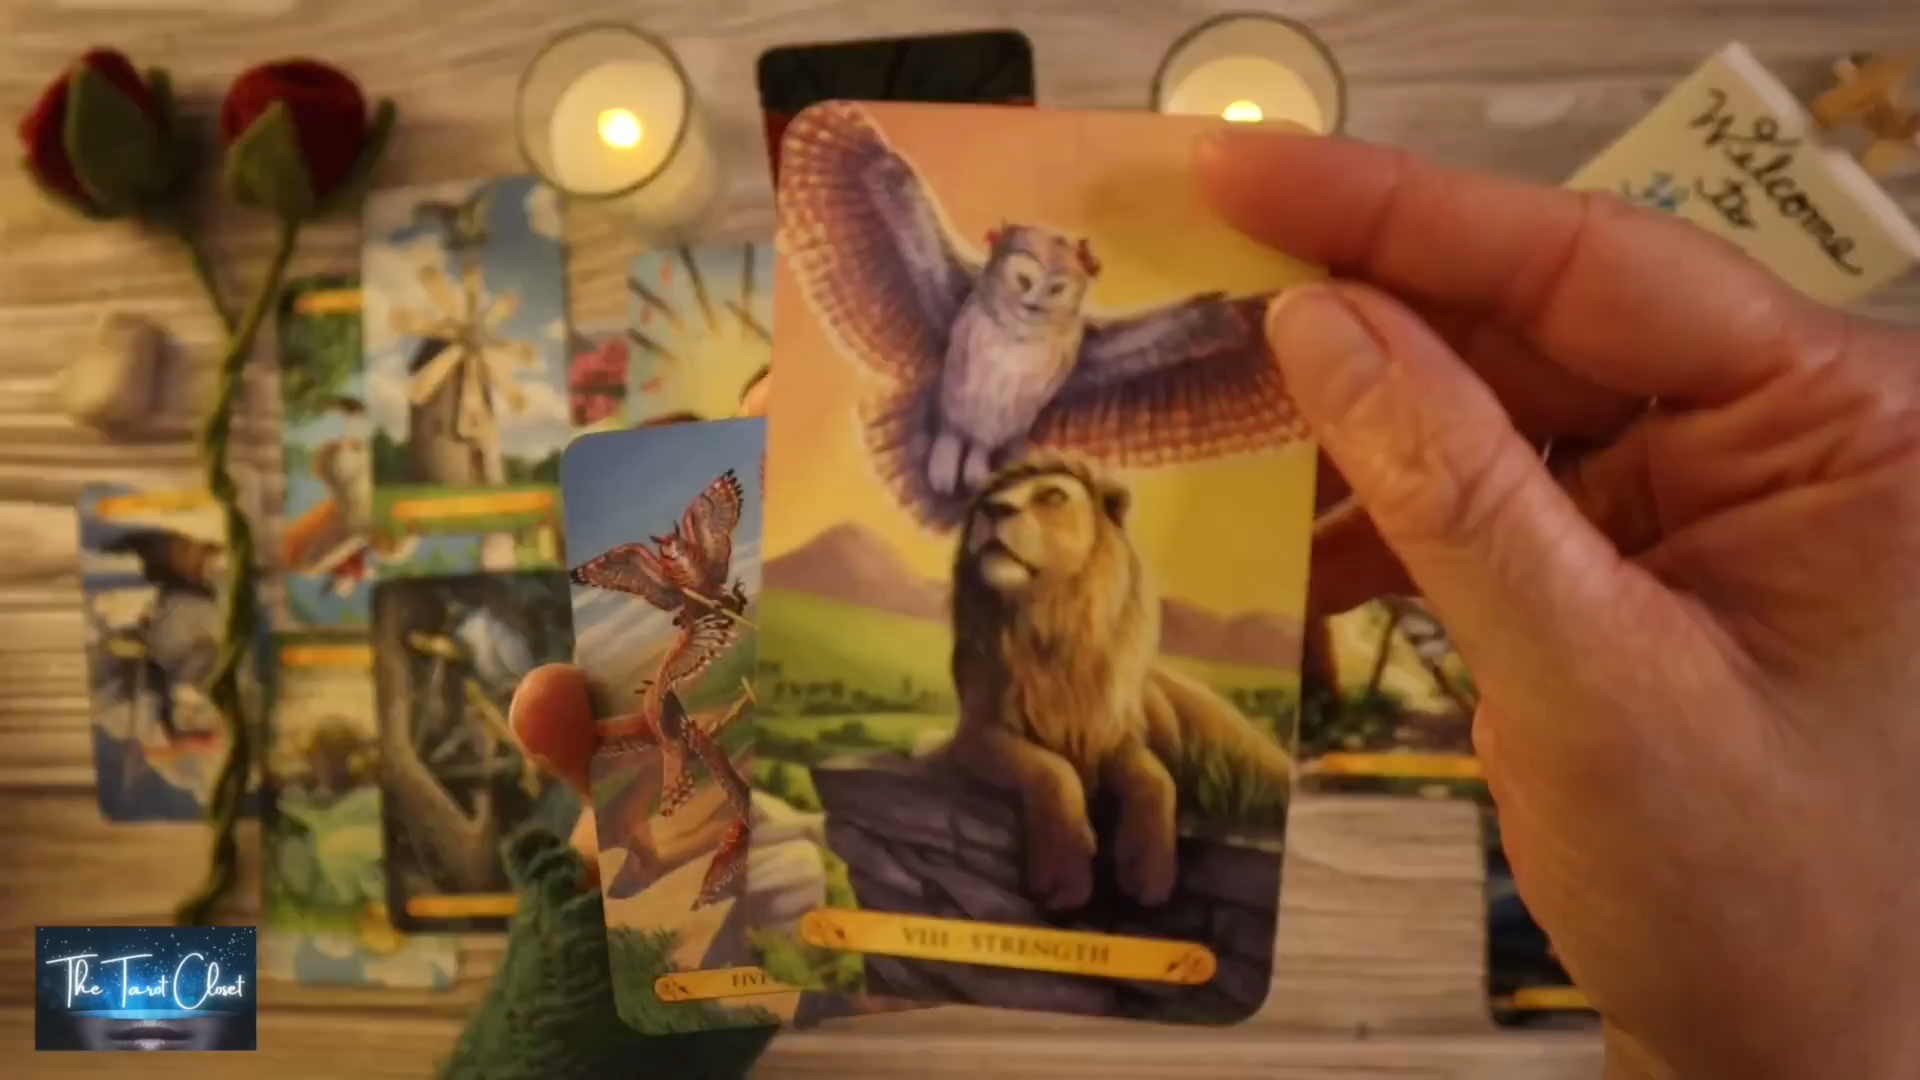 Welcome
to
VIII - STRENGTH
FIVE
The Tarot Closet